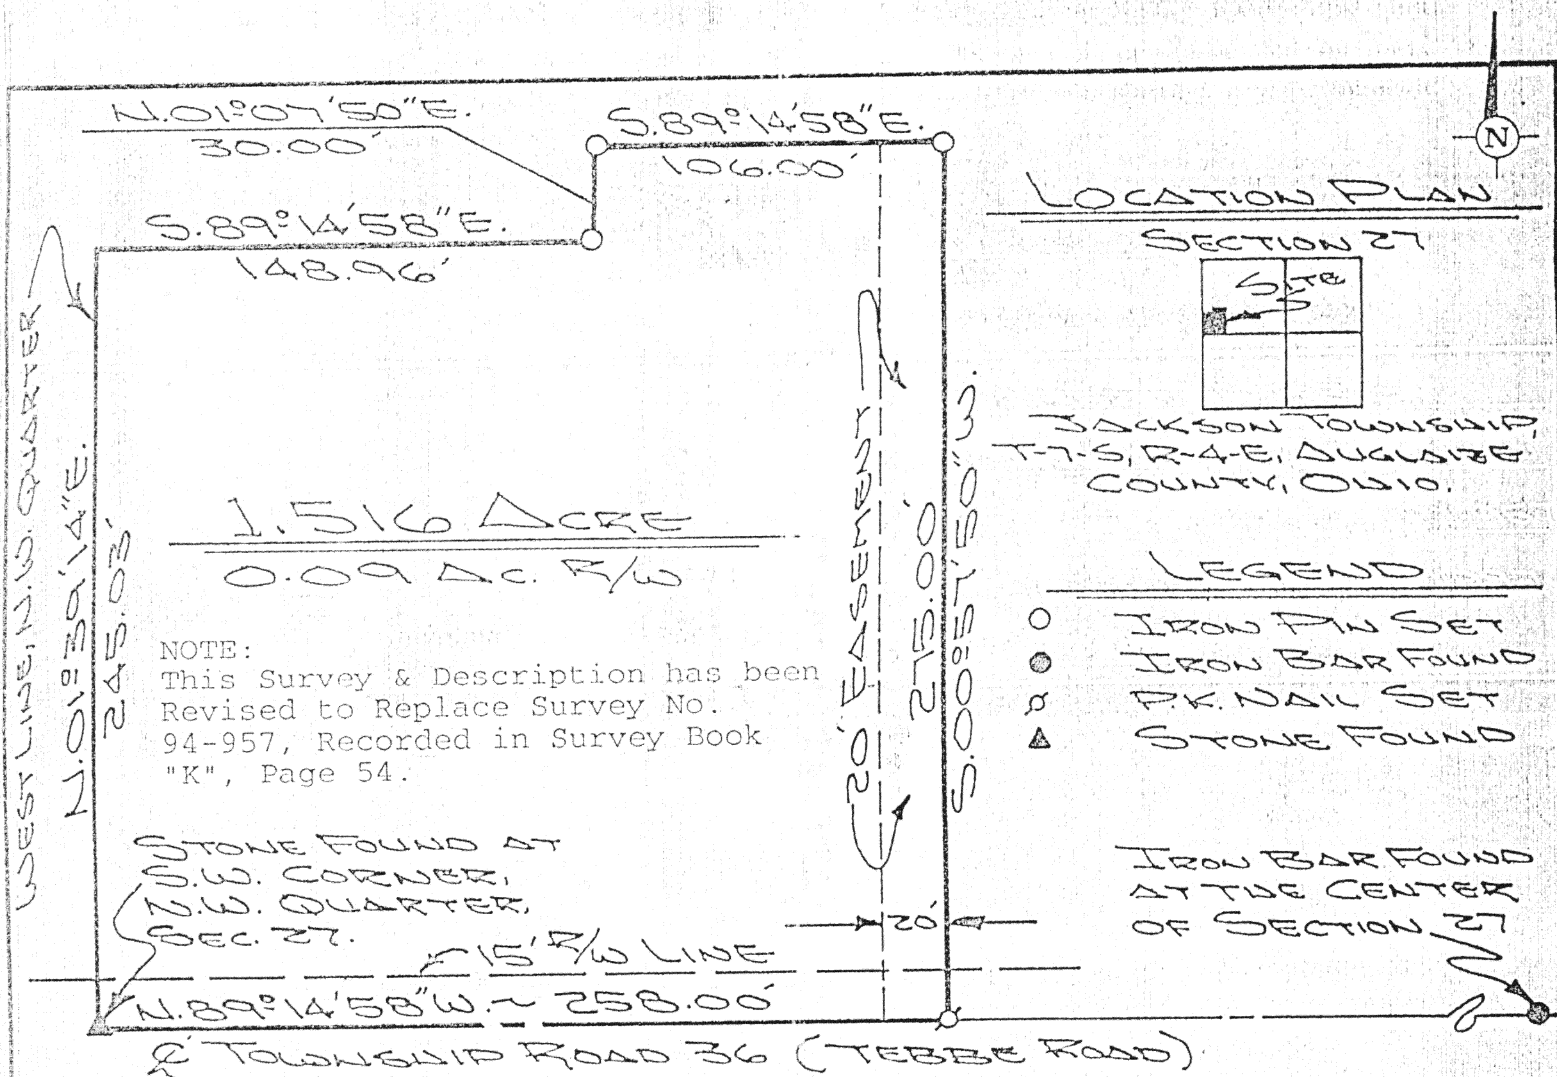 N.01°07'50"E.
30.00'
S.89°14'58"E.
106.00'
N
S.89°14'58"E.
148.96'
LOCATION PLAN
SECTION 27
SITE
JACKSON TOWNSHIP,
T-7-S, R-4-E, AUGLAIZE
COUNTY, OHIO.
WEST LINE, N.W. QUARTER
N.01°39'14"E.
245.03'
1.516 ACRE
0.09 AC. R/W
20' EASEMENT
275.00'
S.00°57'50"W.
LEGEND
IRON PIN SET
IRON BAR FOUND
P.K. NAIL SET
STONE FOUND
NOTE:
This Survey & Description has been
Revised to Replace Survey No.
94-957, Recorded in Survey Book
"K", Page 54.
STONE FOUND AT
S.W. CORNER,
N.W. QUARTER,
SEC. 27.
20'
IRON BAR FOUND
AT THE CENTER
OF SECTION 27
15' R/W LINE
N.89°14'58"W. ~ 258.00'
℄ TOWNSHIP ROAD 36 (TEBBE ROAD)